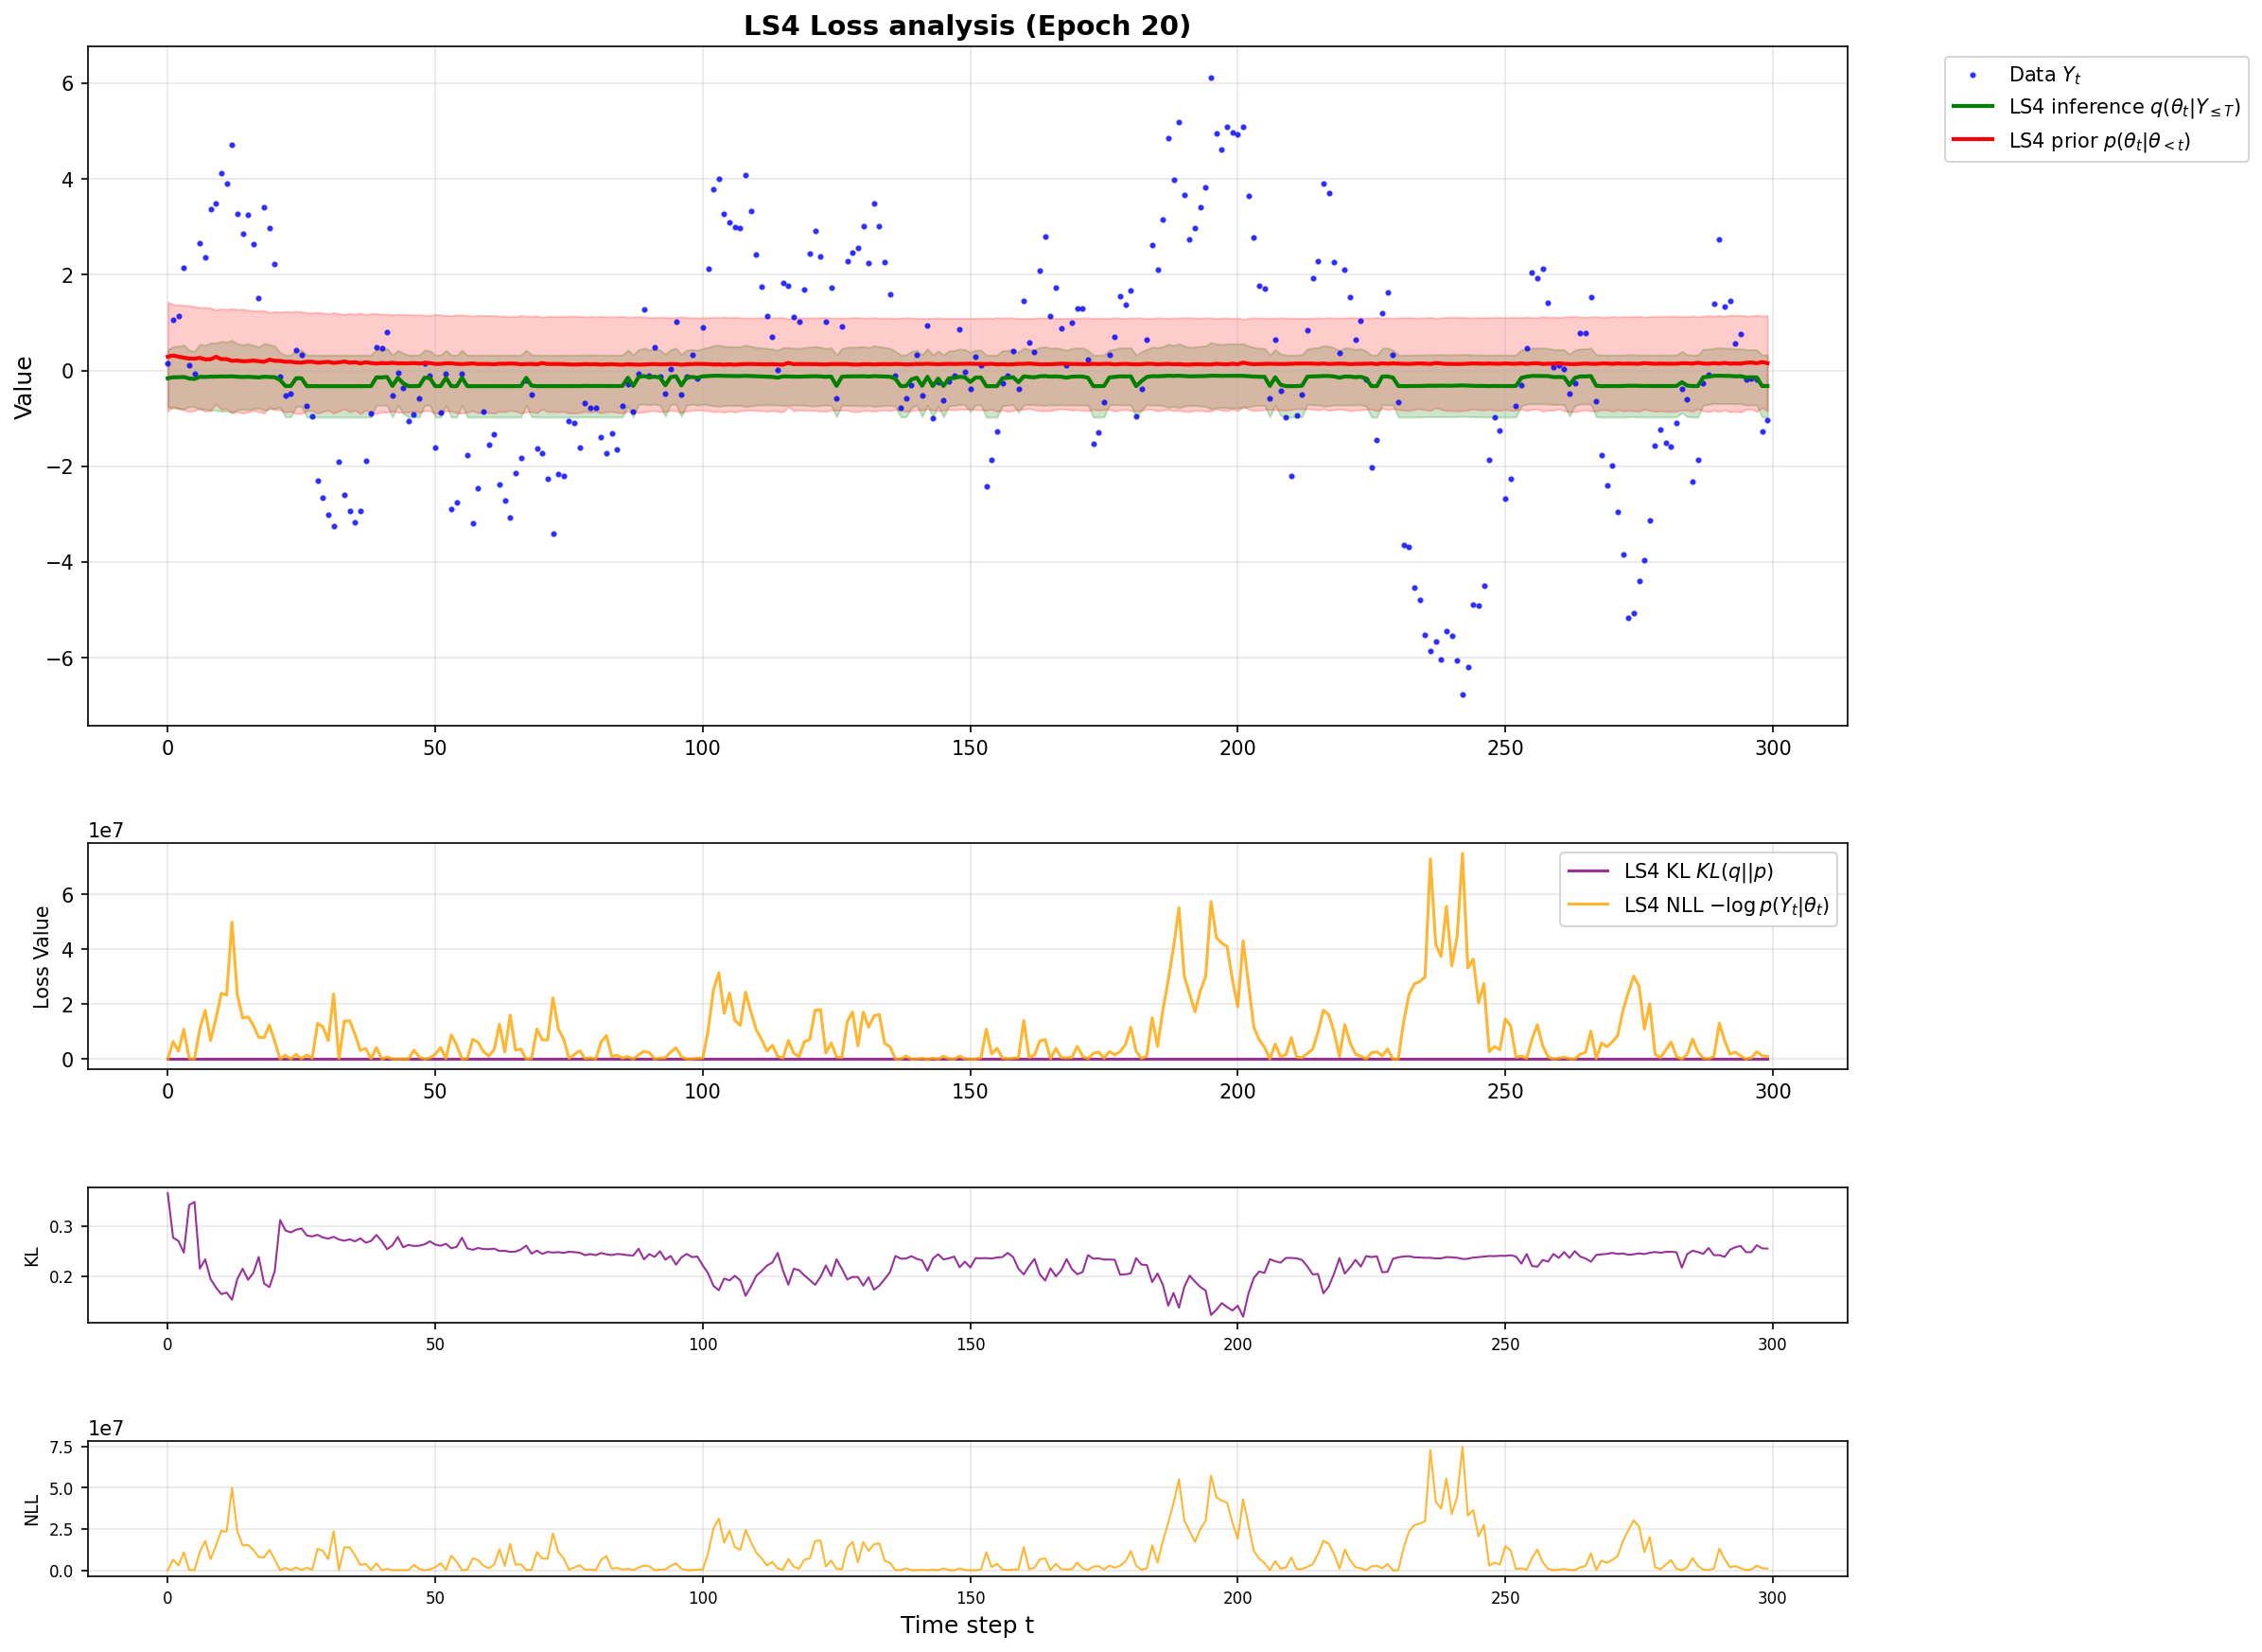 LS4 Loss analysis (Epoch 20)
Data Y_t
LS4 inference q(θ_t|Y_{≤T})
LS4 prior p(θ_t|θ_{<t})
Value
6
4
2
0
−2
−4
−6
0 50 100 150 200 250 300
1e7
LS4 KL KL(q||p)
LS4 NLL −log p(Y_t|θ_t)
Loss Value
6
4
2
0
0 50 100 150 200 250 300
KL
0.3
0.2
0 50 100 150 200 250 300
1e7
NLL
7.5
5.0
2.5
0.0
0 50 100 150 200 250 300
Time step t